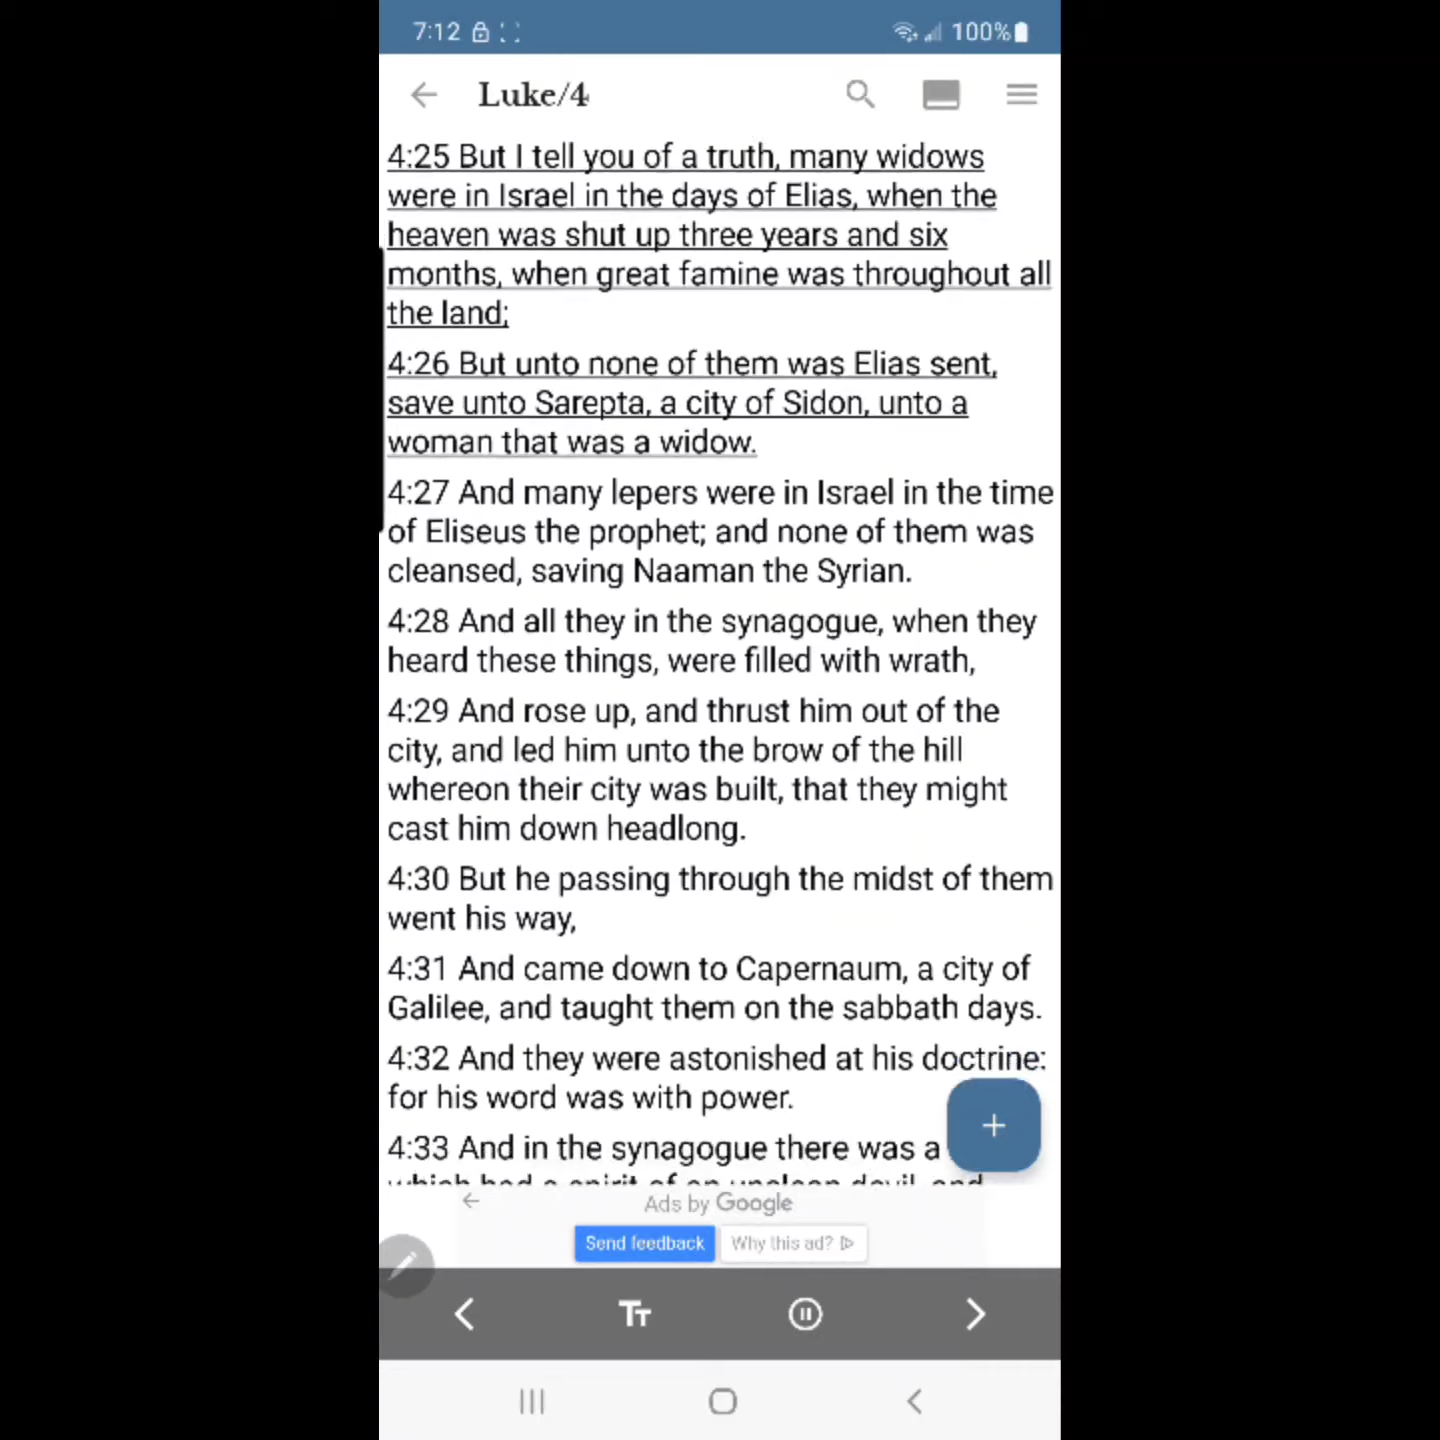 7:12
100%
Luke/4
4:25 But I tell you of a truth, many widows
were in Israel in the days of Elias, when the
heaven was shut up three years and six
months, when great famine was throughout all
the land;
4:26 But unto none of them was Elias sent,
save unto Sarepta, a city of Sidon, unto a
woman that was a widow.
4:27 And many lepers were in Israel in the time
of Eliseus the prophet; and none of them was
cleansed, saving Naaman the Syrian.
4:28 And all they in the synagogue, when they
heard these things, were filled with wrath,
4:29 And rose up, and thrust him out of the
city, and led him unto the brow of the hill
whereon their city was built, that they might
cast him down headlong.
4:30 But he passing through the midst of them
went his way,
4:31 And came down to Capernaum, a city of
Galilee, and taught them on the sabbath days.
4:32 And they were astonished at his doctrine:
for his word was with power.
4:33 And in the synagogue there was a
which had a spirit of an unclean devil, and
Ads by Google
Send feedback
Why this ad?
TT